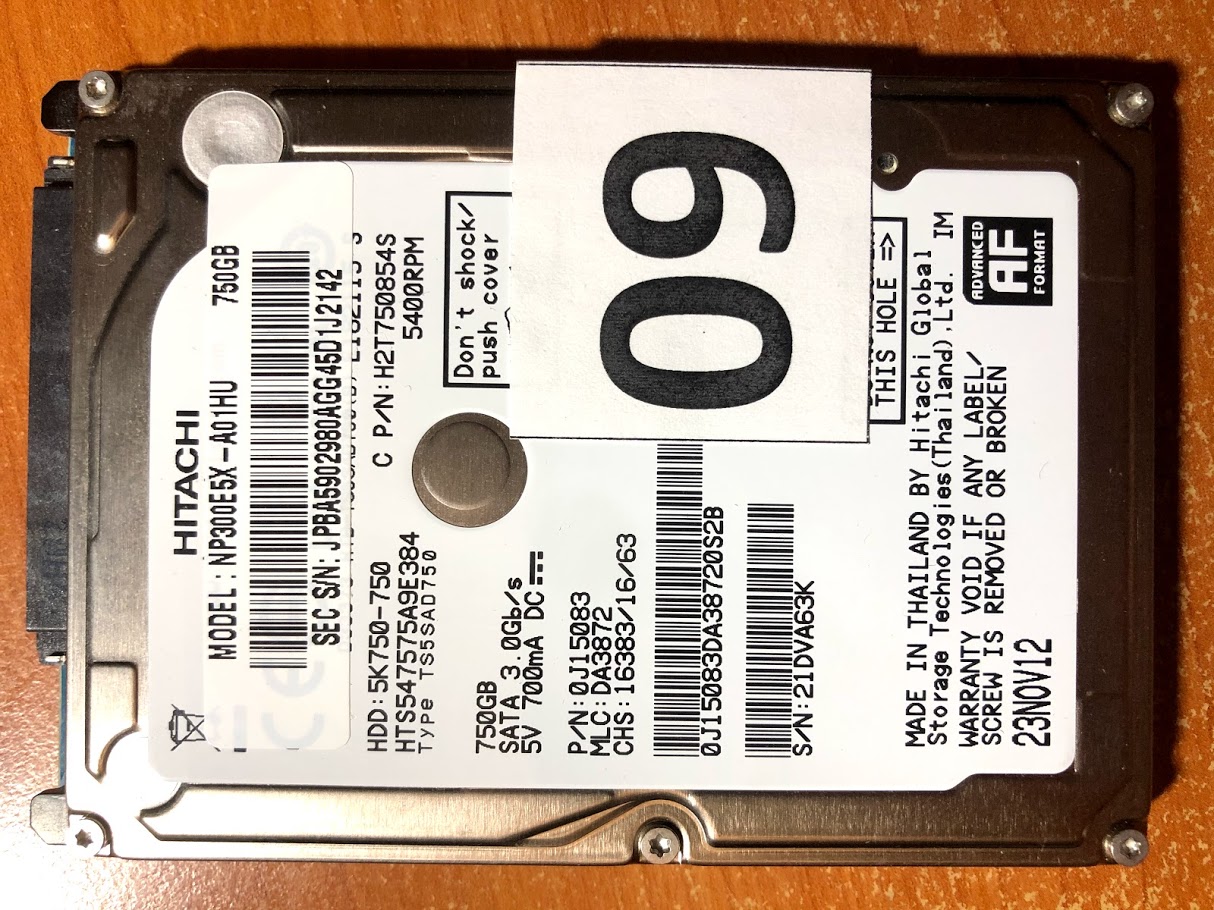 HITACHI
MODEL: NP300E5X-A01HU 750GB
SEC S/N: JPBA5902980AGG45D1J2142
HDD:5K750-750
C P/N:H2T750854S
HTS547575A9E384 5400RPM
Type TS5SAD750
Don't shock/
push cover
750GB
SATA 3.0Gb/s
5V 700mA DC
P/N:0J15083
MLC:DA3872
CHS:16383/16/63
0J15083DA38720S2B
S/N:21DVA63K
09
THIS HOLE =>
MADE IN THAILAND BY Hitachi Global
Storage Technologies(Thailand),Ltd. IM
WARRANTY VOID IF ANY LABEL/
SCREW IS REMOVED OR BROKEN
23NOV12
ADVANCED
AF
FORMAT